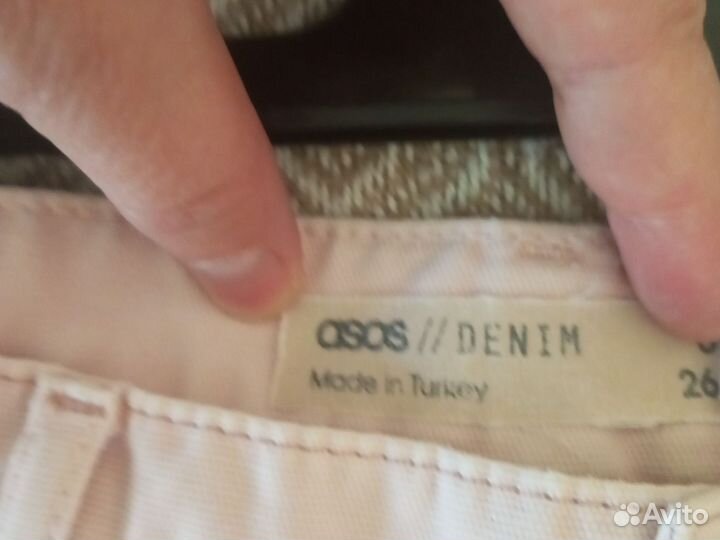 asos // DENIM
Made in Turkey 26
Avito